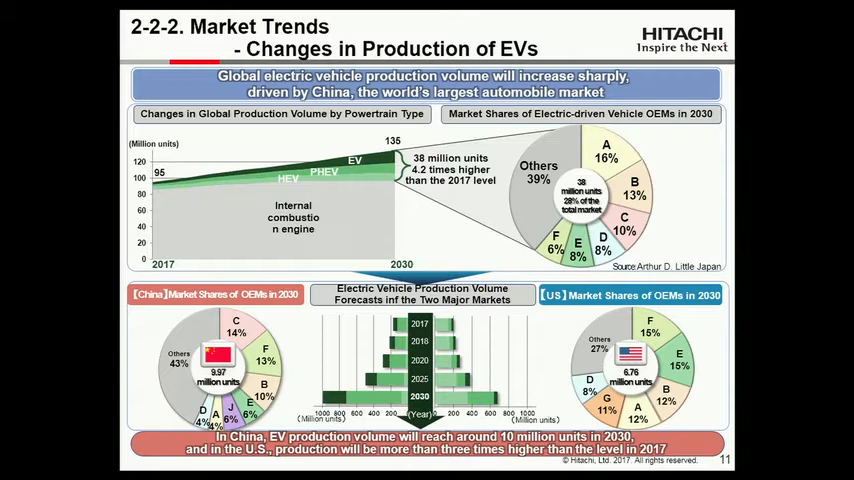 2-2-2. Market Trends
- Changes in Production of EVs
HITACHI
Inspire the Next
Global electric vehicle production volume will increase sharply,
driven by China, the world's largest automobile market
Changes in Global Production Volume by Powertrain Type
Market Shares of Electric-driven Vehicle OEMs in 2030
(Million units)
120
100
80
60
40
20
0
95
135
EV
PHEV
HEV
Internal
combustio
n engine
2017
2030
38 million units
4.2 times higher
than the 2017 level
Others
39%
A
16%
B
13%
C
10%
D
8%
E
8%
F
6%
38
million units
28% of the
total market
Source:Arthur D. Little Japan
【China】Market Shares of OEMs in 2030
Electric Vehicle Production Volume
Forecasts inf the Two Major Markets
【US】Market Shares of OEMs in 2030
Others
43%
C
14%
F
13%
B
10%
E
6%
J
6%
A
4%
D
4%
9.97
million units
2017
2018
2020
2025
2030
(Year)
1000 800 600 400 200 0
0 200 400 600 800 1000
(Million units)
(Million units)
Others
27%
F
15%
E
15%
B
12%
A
12%
G
11%
D
8%
6.76
million units
In China, EV production volume will reach around 10 million units in 2030,
and in the U.S., production will be more than three times higher than the level in 2017
© Hitachi, Ltd. 2017. All rights reserved.
11